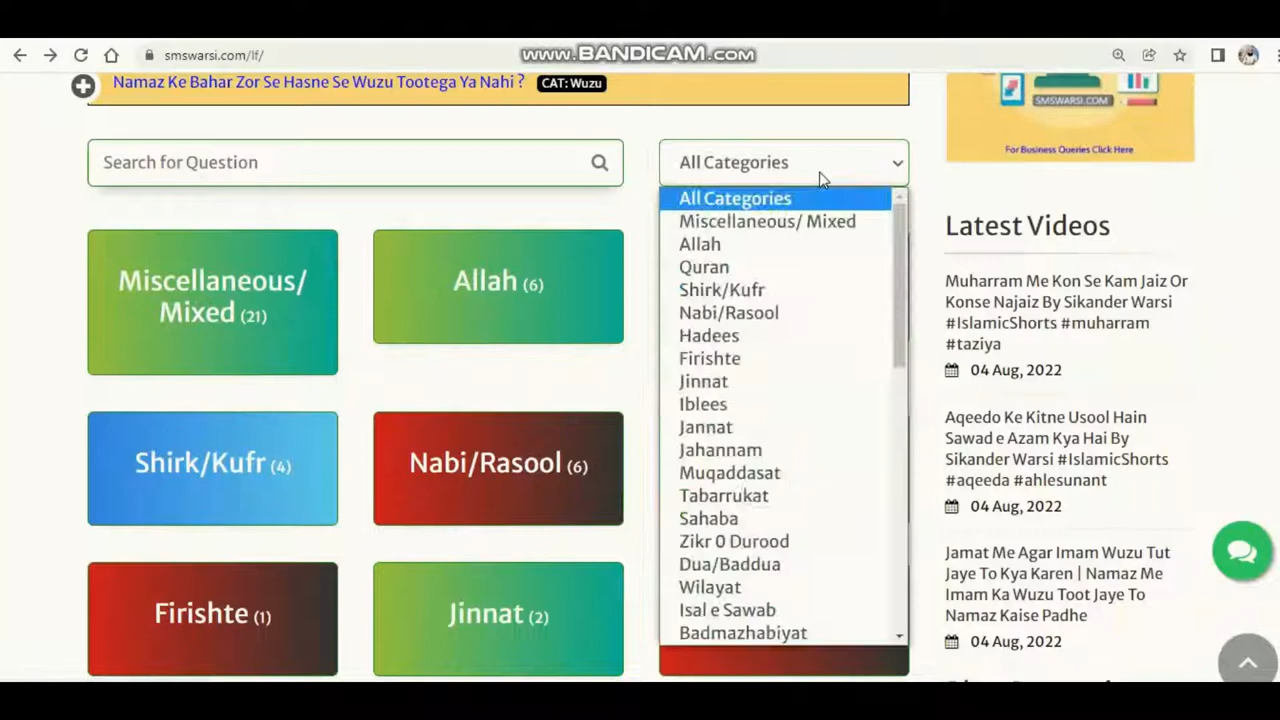 www.BANDICAM.com
smswarsi.com/lf/
Namaz Ke Bahar Zor Se Hasne Se Wuzu Tootega Ya Nahi ? CAT: Wuzu
SMSWARSI.COM
For Business Queries Click Here
Search for Question
All Categories
All Categories
Miscellaneous/ Mixed
Allah
Quran
Shirk/Kufr
Nabi/Rasool
Hadees
Firishte
Jinnat
Iblees
Jannat
Jahannam
Muqaddasat
Tabarrukat
Sahaba
Zikr O Durood
Dua/Baddua
Wilayat
Isal e Sawab
Badmazhabiyat
Miscellaneous/
Mixed (21)
Allah (6)
Shirk/Kufr (4)
Nabi/Rasool (6)
Firishte (1)
Jinnat (2)
Latest Videos
Muharram Me Kon Se Kam Jaiz Or
Konse Najaiz By Sikander Warsi
#IslamicShorts #muharram
#taziya
04 Aug, 2022
Aqeedo Ke Kitne Usool Hain
Sawad e Azam Kya Hai By
Sikander Warsi #IslamicShorts
#aqeeda #ahlesunant
04 Aug, 2022
Jamat Me Agar Imam Wuzu Tut
Jaye To Kya Karen | Namaz Me
Imam Ka Wuzu Toot Jaye To
Namaz Kaise Padhe
04 Aug, 2022